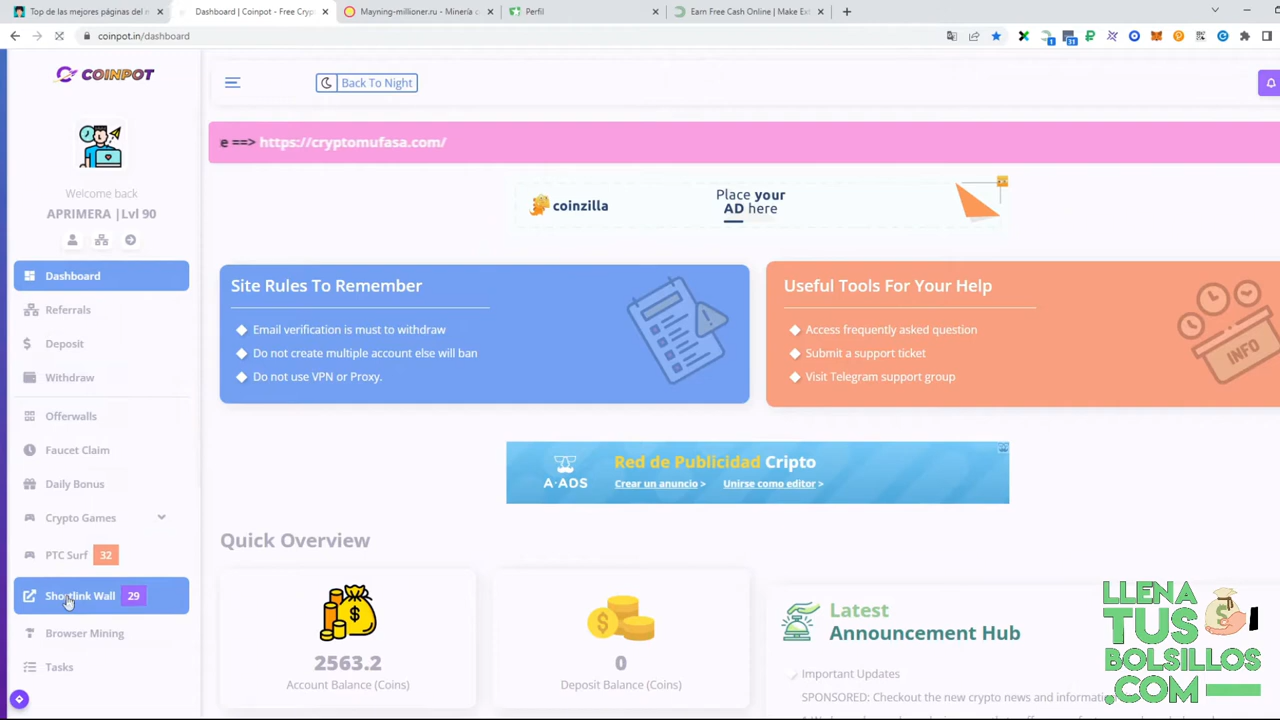 Top de las mejores páginas del m
Dashboard | Coinpot - Free Cryp
Mayning-millioner.ru - Minería c
Perfil
Earn Free Cash Online | Make Ext
coinpot.in/dashboard
1
31
COINPOT
Back To Night
e ==> https://cryptomufasa.com/
coinzilla
Place your
AD here
Welcome back
APRIMERA |Lvl 90
Dashboard
Referrals
Deposit
Withdraw
Offerwalls
Faucet Claim
Daily Bonus
Crypto Games
PTC Surf 32
Shortlink Wall 29
Browser Mining
Tasks
Site Rules To Remember
Email verification is must to withdraw
Do not create multiple account else will ban
Do not use VPN or Proxy.
Useful Tools For Your Help
Access frequently asked question
Submit a support ticket
Visit Telegram support group
INFO
A-ADS
Red de Publicidad Cripto
Crear un anuncio > Unirse como editor >
Quick Overview
2563.2
Account Balance (Coins)
0
Deposit Balance (Coins)
Latest
Announcement Hub
Important Updates
SPONSORED: Checkout the new crypto news and informatio
LLENA
TUS
BOLSILLOS
.COM